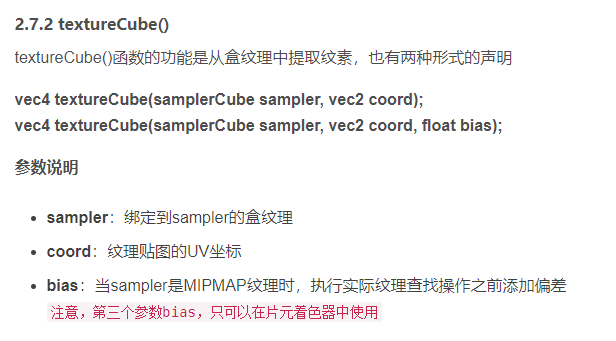 2.7.2 textureCube()
textureCube()函数的功能是从盒纹理中提取纹素，也有两种形式的声明
vec4 textureCube(samplerCube sampler, vec2 coord);
vec4 textureCube(samplerCube sampler, vec2 coord, float bias);
参数说明
• sampler：绑定到sampler的盒纹理
• coord：纹理贴图的UV坐标
• bias：当sampler是MIPMAP纹理时，执行实际纹理查找操作之前添加偏差
注意，第三个参数bias，只可以在片元着色器中使用